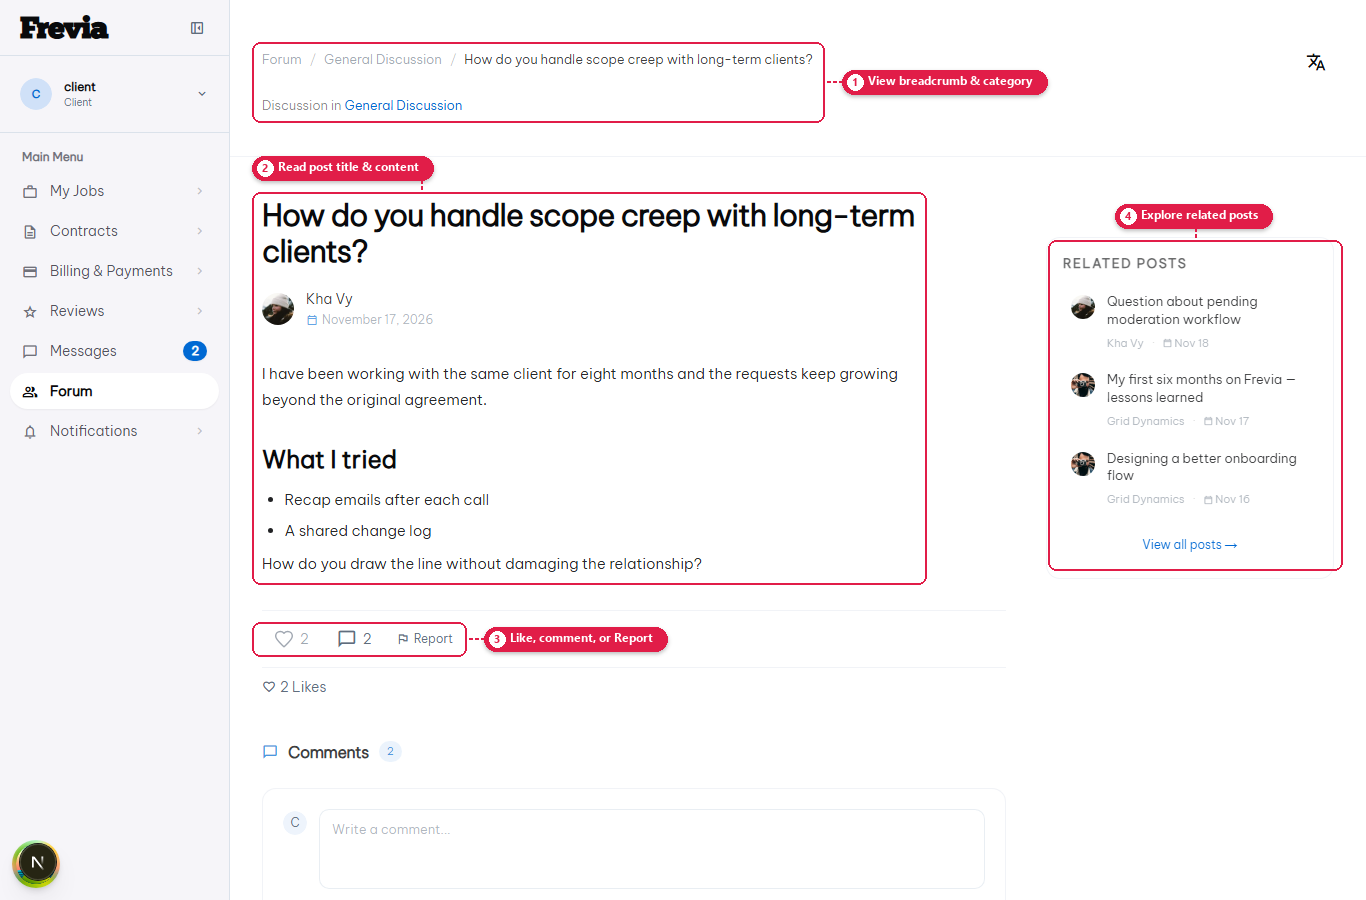 Frevia
C
client
Client
Main Menu
My Jobs
Contracts
Billing & Payments
Reviews
Messages
2
Forum
Notifications
N
Forum / General Discussion / How do you handle scope creep with long-term clients?
1 View breadcrumb & category
Discussion in General Discussion
2 Read post title & content
How do you handle scope creep with long-term
clients?
Kha Vy
November 17, 2026
I have been working with the same client for eight months and the requests keep growing
beyond the original agreement.
What I tried
• Recap emails after each call
• A shared change log
How do you draw the line without damaging the relationship?
2
2
Report
3 Like, comment, or Report
2 Likes
Comments 2
C
Write a comment...
4 Explore related posts
RELATED POSTS
Question about pending
moderation workflow
Kha Vy · Nov 18
My first six months on Frevia —
lessons learned
Grid Dynamics · Nov 17
Designing a better onboarding
flow
Grid Dynamics · Nov 16
View all posts →